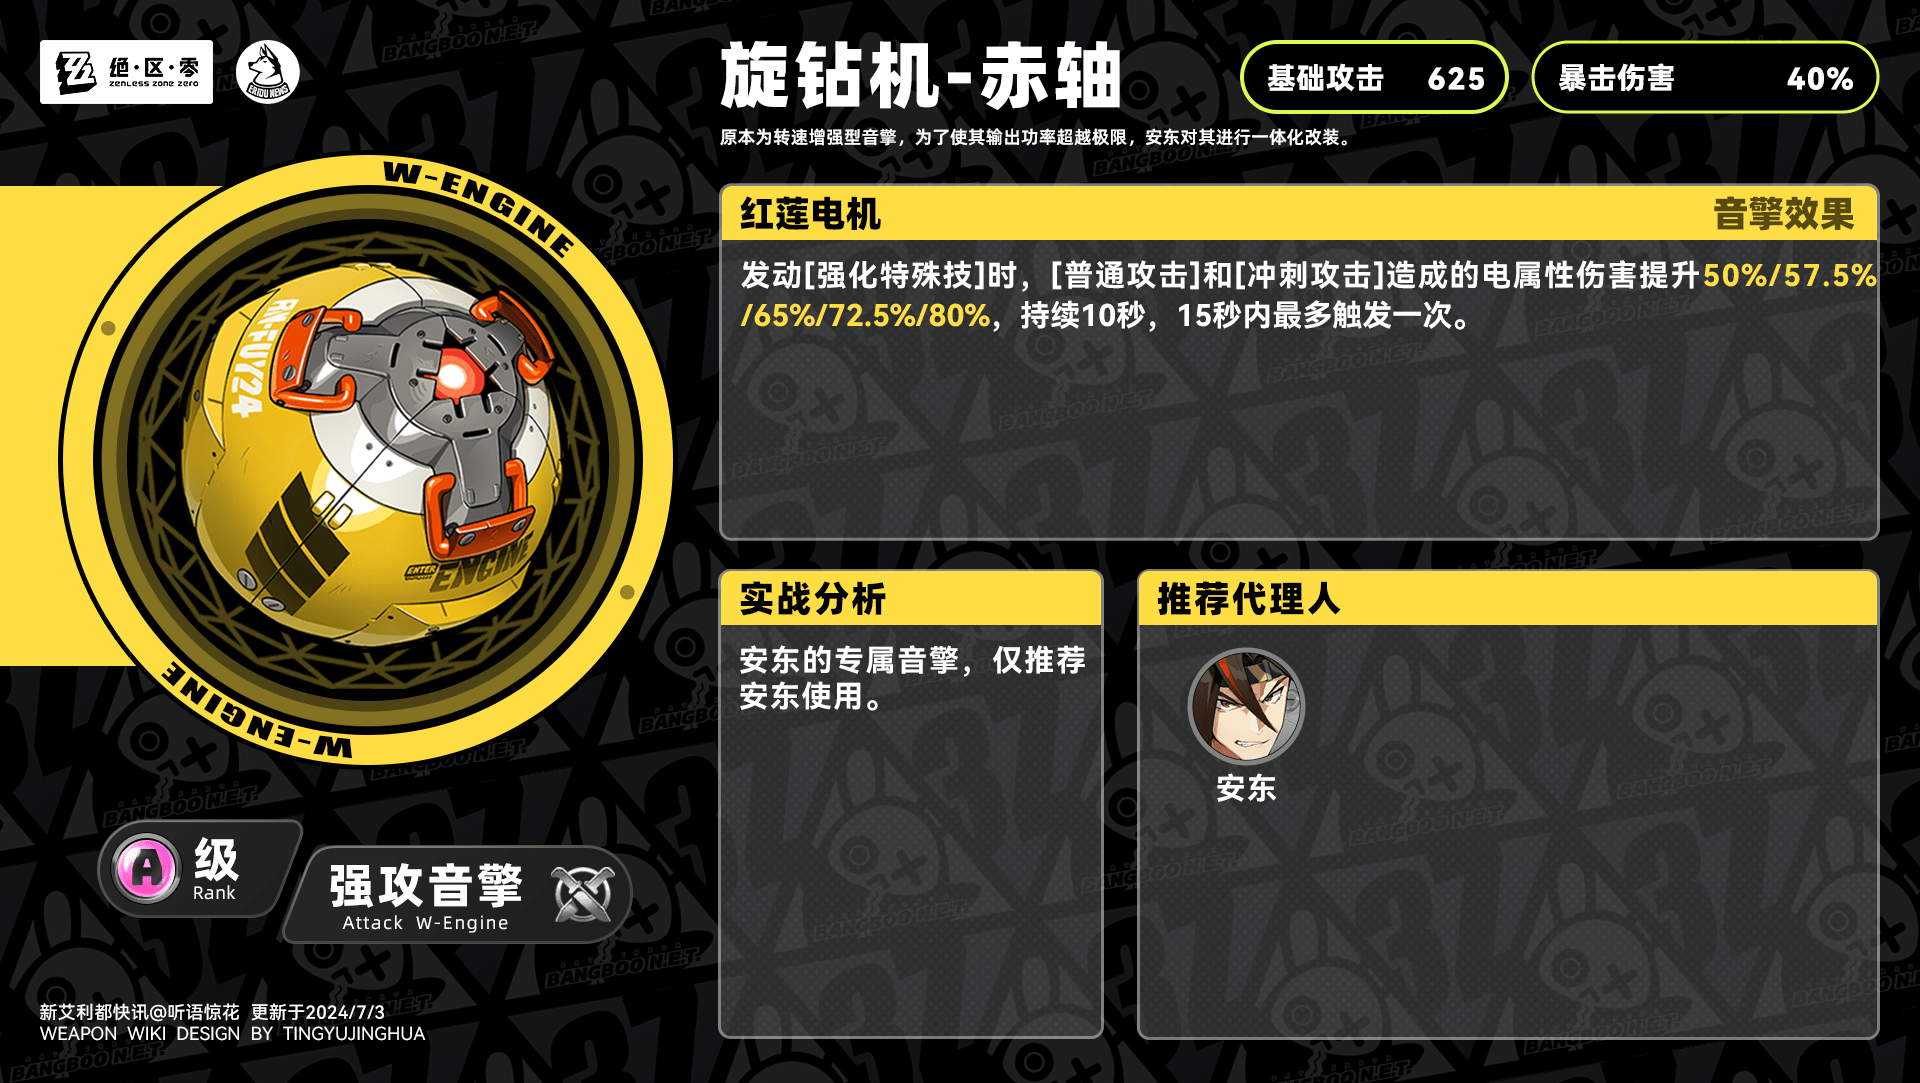 绝·区·零
ZENLESS ZONE ZERO
ERIDU NEWS
旋钻机-赤轴
基础攻击 625
暴击伤害 40%
原本为转速增强型音擎，为了使其输出功率超越极限，安东对其进行一体化改装。
W-ENGINE
RN-FUY24
ENTER
ENGINE
W-ENGINE
红莲电机
音擎效果
发动[强化特殊技]时，[普通攻击]和[冲刺攻击]造成的电属性伤害提升50%/57.5%
/65%/72.5%/80%，持续10秒，15秒内最多触发一次。
实战分析
安东的专属音擎，仅推荐
安东使用。
推荐代理人
安东
A
级
Rank
强攻音擎
Attack W-Engine
新艾利都快讯@听语惊花 更新于2024/7/3
WEAPON WIKI DESIGN BY TINGYUJINGHUA
BANGBOO N.E.T.